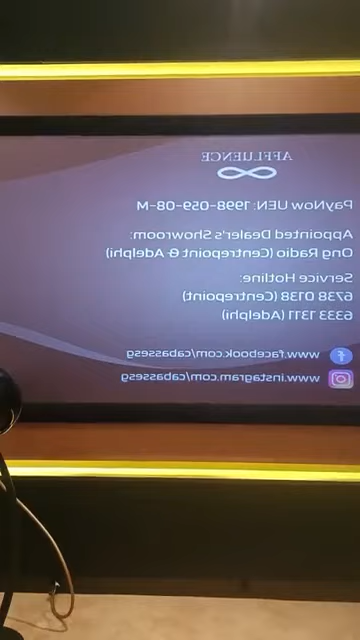 AFFLUENCE
PayNow UEN: 1998-059-08-M
Appointed Dealer's Showroom:
Ong Radio (Centrepoint & Adelphi)
Service Hotline:
6738 0138 (Centrepoint)
6333 1311 (Adelphi)
www.facebook.com/cabassesg
www.instagram.com/cabassesg